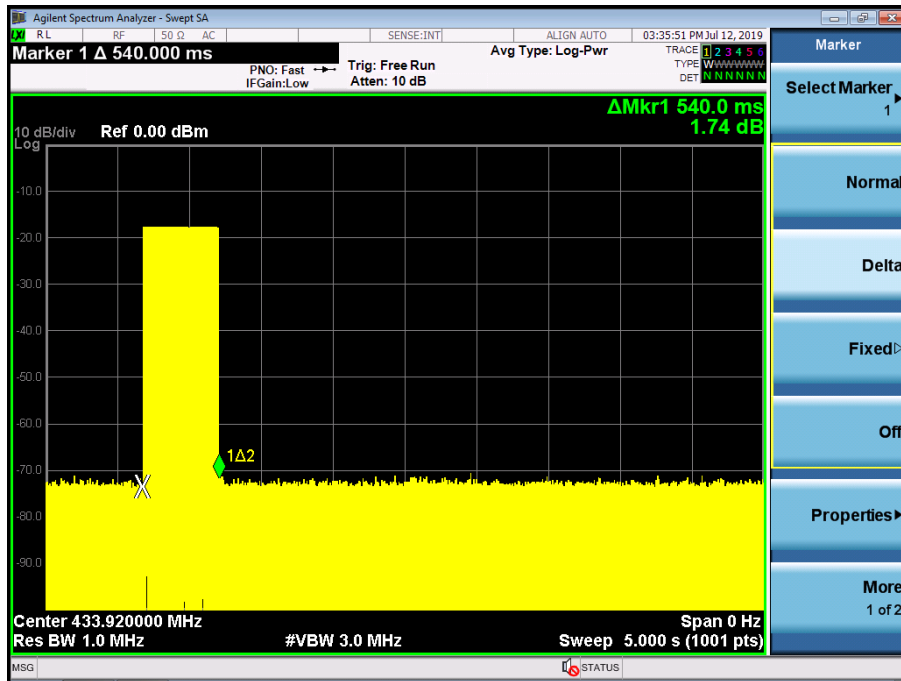 Agilent Spectrum Analyzer - Swept SA
LXI RL RF 50 Ω AC SENSE:INT ALIGN AUTO 03:35:51 PM Jul 12, 2019
Marker 1 Δ 540.000 ms
PNO: Fast
IFGain:Low
Trig: Free Run
Atten: 10 dB
Avg Type: Log-Pwr
TRACE 1 2 3 4 5 6
TYPE WWWWWW
DET N N N N N N
ΔMkr1 540.0 ms
1.74 dB
10 dB/div Ref 0.00 dBm
Log
-10.0
-20.0
-30.0
-40.0
-50.0
-60.0
-70.0
-80.0
-90.0
X
1Δ2
Center 433.920000 MHz Span 0 Hz
Res BW 1.0 MHz #VBW 3.0 MHz Sweep 5.000 s (1001 pts)
MSG STATUS
Marker
Select Marker
1
Normal
Delta
Fixed
Off
Properties
More
1 of 2